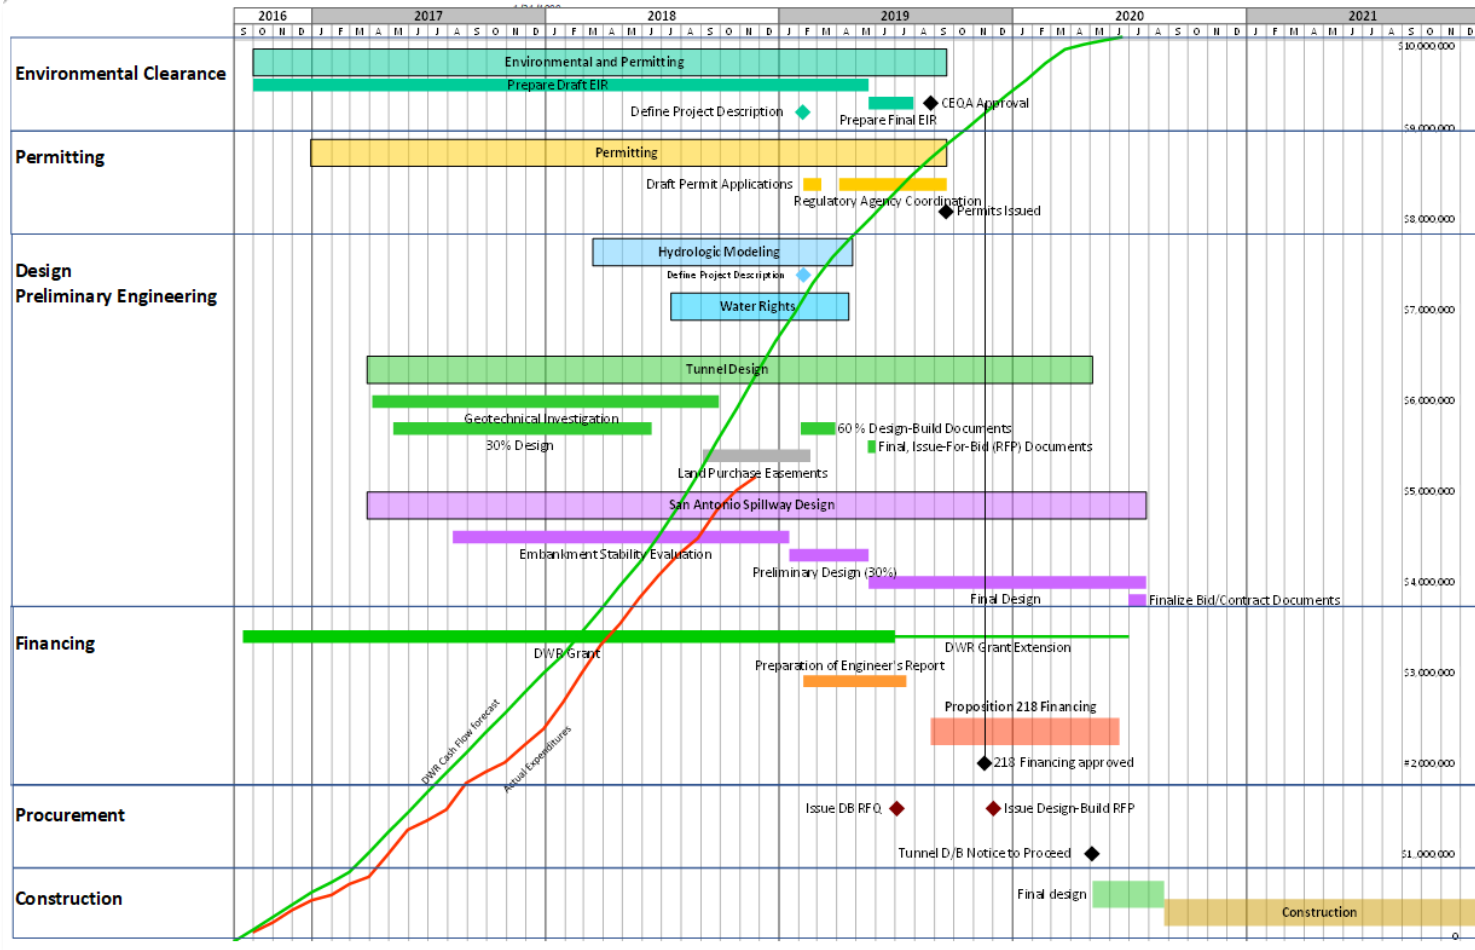 2016 2017 2018 2019 2020 2021
S O N D J F M A M J J A S O N D J F M A M J J A S O N D J F M A M J J A S O N D J F M A M J J A S O N D J F M A M J J A S O N D
Environmental Clearance
Environmental and Permitting
$10,000,000
Prepare Draft EIR
CEQA Approval
Define Project Description
Prepare Final EIR
$9,000,000
Permitting
Permitting
Draft Permit Applications
Regulatory Agency Coordination
Permits Issued
$8,000,000
Design
Preliminary Engineering
Hydrologic Modeling
Define Project Description
Water Rights
$7,000,000
Tunnel Design
$6,000,000
Geotechnical Investigation
60 % Design-Build Documents
30% Design
Final, Issue-For-Bid (RFP) Documents
Land Purchase Easements
$5,000,000
San Antonio Spillway Design
Embankment Stability Evaluation
Preliminary Design (30%)
$4,000,000
Final Design
Finalize Bid/Contract Documents
Financing
DWR Grant
DWR Grant Extension
Preparation of Engineer's Report
$3,000,000
Proposition 218 Financing
DWR Cash Flow forecast
Actual Expenditures
218 Financing approved
#2,000,000
Procurement
Issue DB RFQ
Issue Design-Build RFP
Tunnel D/B Notice to Proceed
$1,000,000
Construction
Final design
Construction
0